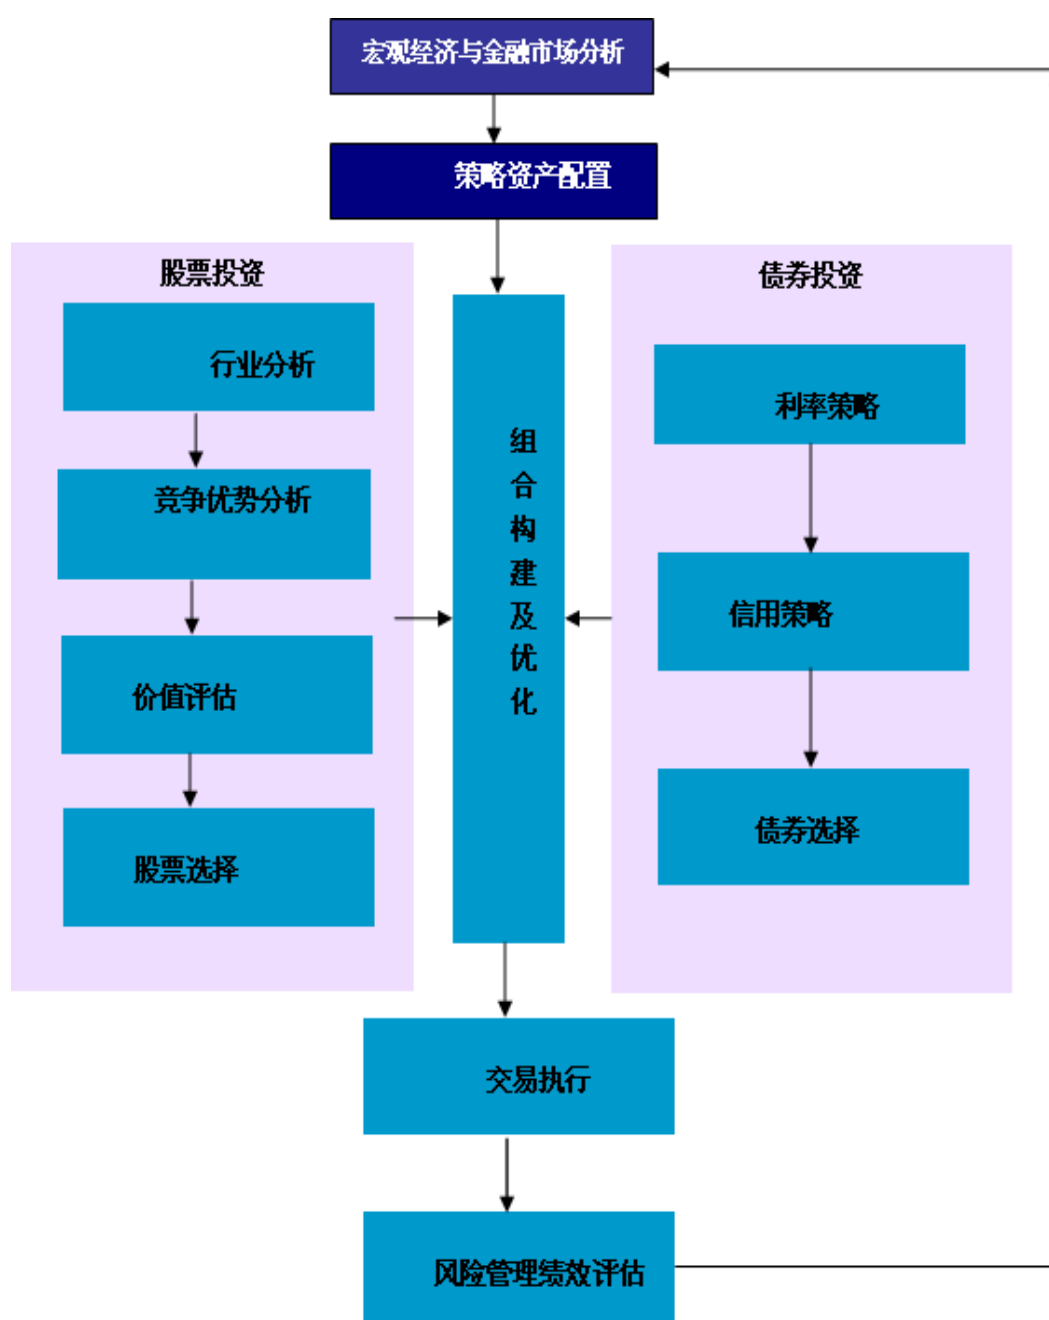 宏观经济与金融市场分析
策略资产配置
股票投资
行业分析
竞争优势分析
价值评估
股票选择
组
合
构
建
及
优
化
债券投资
利率策略
信用策略
债券选择
交易执行
风险管理绩效评估